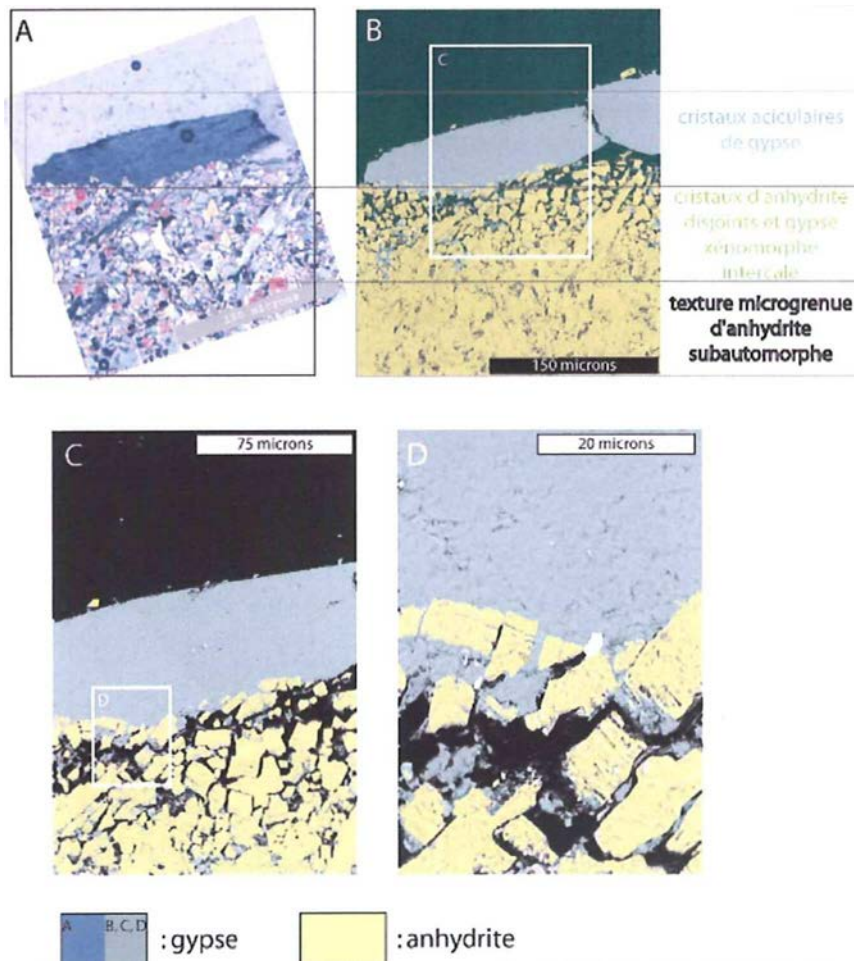 A
B
C
cristaux aciculaires
de gypse
cristaux d anhydrite
disjoints et gypse
xénomorphe
intercale
texture microgrenue
d'anhydrite
subautomorphe
150 microns
C
75 microns
D
D
20 microns
A
B, C, D
: gypse
: anhydrite